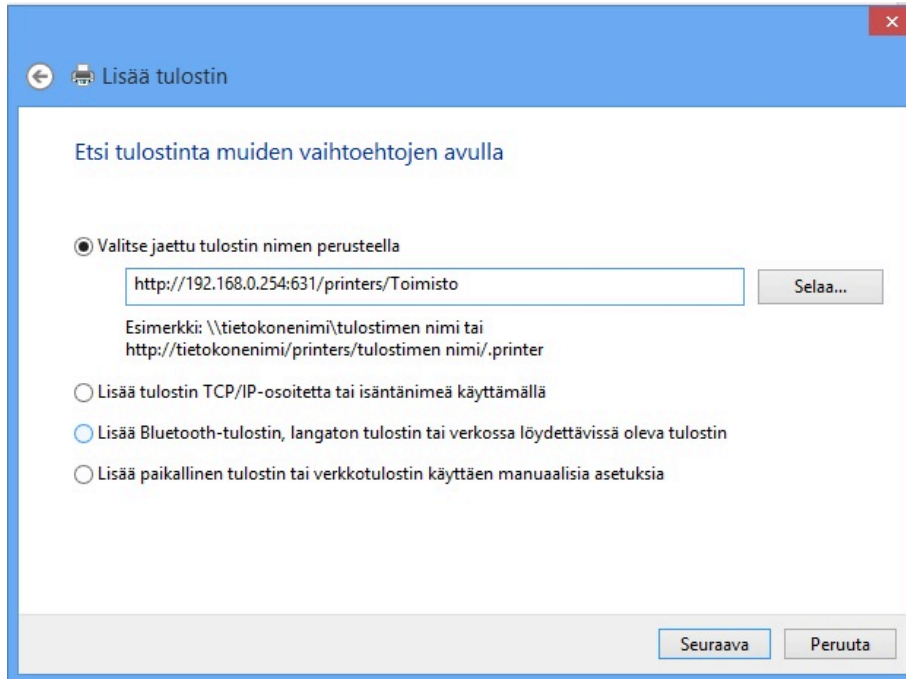 Lisää tulostin
Etsi tulostinta muiden vaihtoehtojen avulla
Valitse jaettu tulostin nimen perusteella
http://192.168.0.254:631/printers/Toimisto
Selaa...
Esimerkki: \\tietokonenimi\tulostimen nimi tai
http://tietokonenimi/printers/tulostimen nimi/.printer
Lisää tulostin TCP/IP-osoitetta tai isäntänimeä käyttämällä
Lisää Bluetooth-tulostin, langaton tulostin tai verkossa löydettävissä oleva tulostin
Lisää paikallinen tulostin tai verkkotulostin käyttäen manuaalisia asetuksia
Seuraava
Peruuta